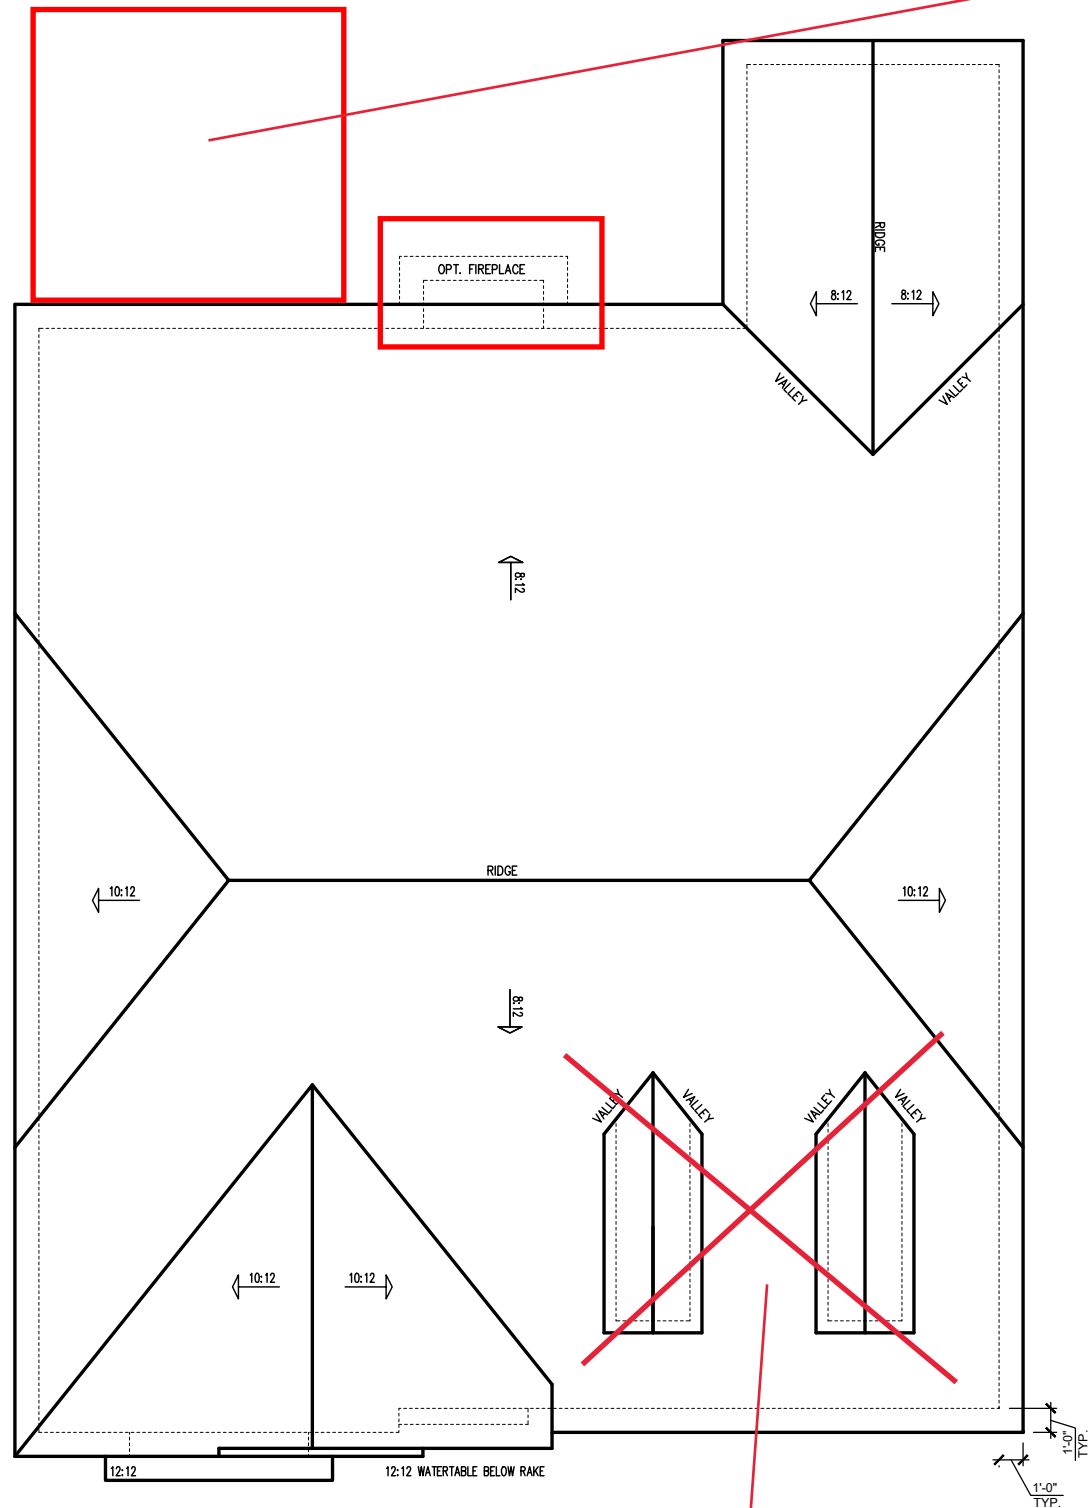 OPT. FIREPLACE
RIDGE
8:12
8:12
VALLEY
VALLEY
8:12
RIDGE
10:12
10:12
8:12
VALLEY
VALLEY
VALLEY
VALLEY
10:12
10:12
12:12
12:12 WATERTABLE BELOW RAKE
1'-0"
TYP.
1'-0"
TYP.